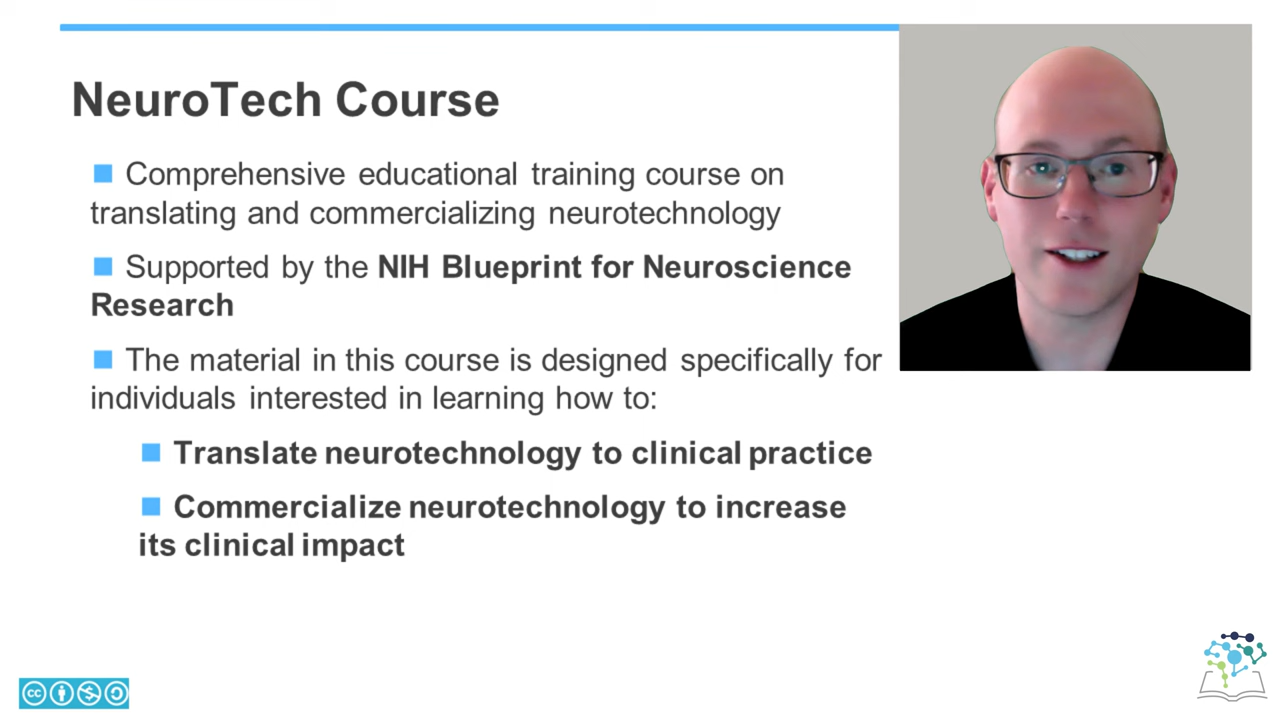 NeuroTech Course
Comprehensive educational training course on
translating and commercializing neurotechnology
Supported by the NIH Blueprint for Neuroscience
Research
The material in this course is designed specifically for
individuals interested in learning how to:
Translate neurotechnology to clinical practice
Commercialize neurotechnology to increase
its clinical impact
cc